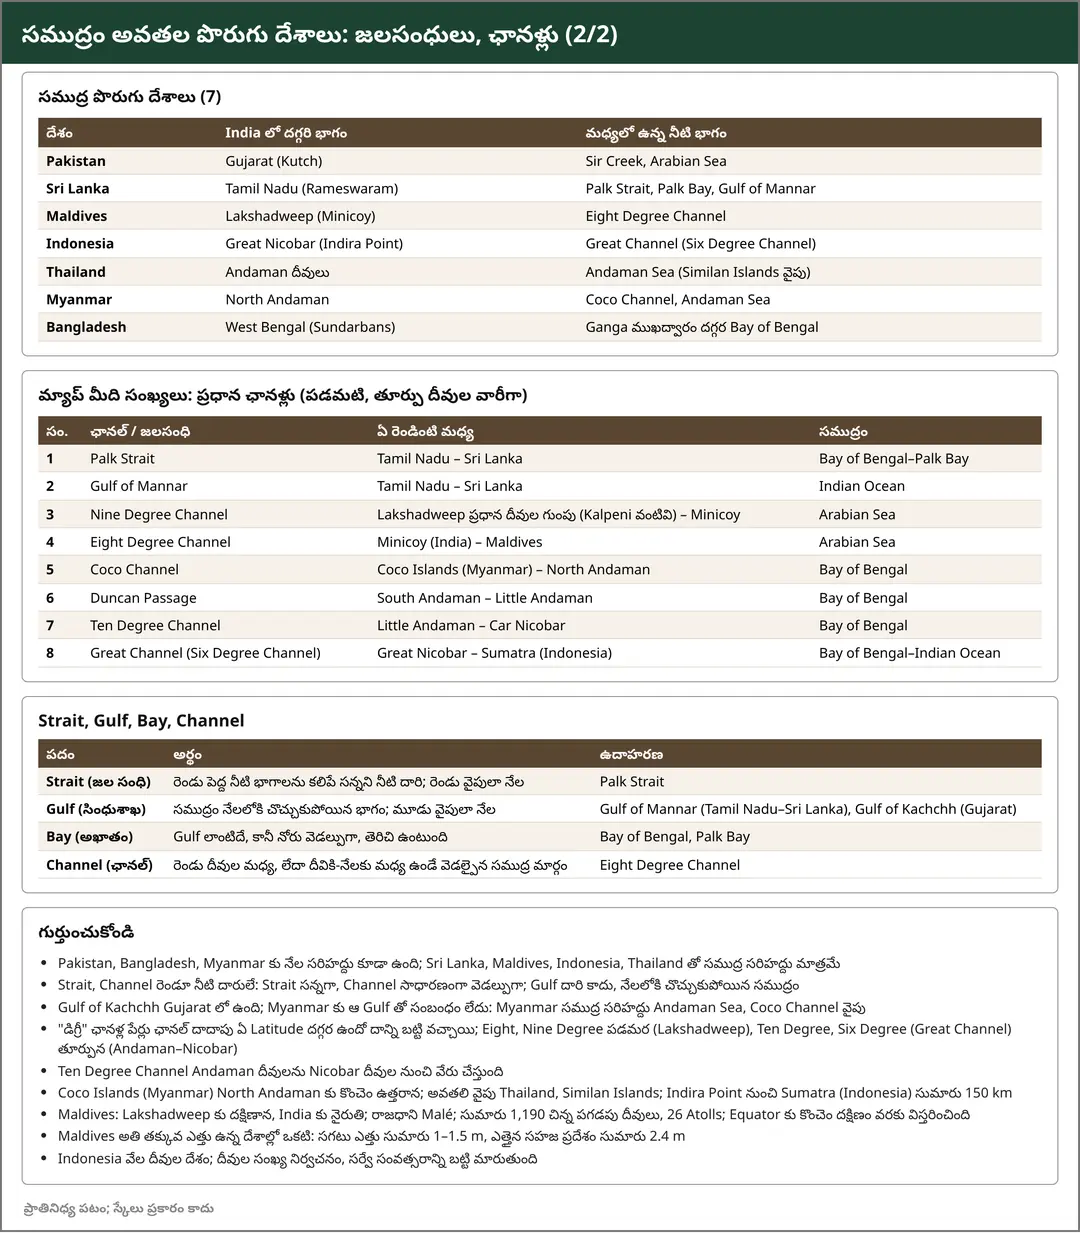 సముద్రం అవతల పొరుగు దేశాలు: జలసంధులు, ఛానళ్లు (2/2)
సముద్ర పొరుగు దేశాలు (7)
దేశం India లో దగ్గరి భాగం మధ్యలో ఉన్న నీటి భాగం
Pakistan Gujarat (Kutch) Sir Creek, Arabian Sea
Sri Lanka Tamil Nadu (Rameswaram) Palk Strait, Palk Bay, Gulf of Mannar
Maldives Lakshadweep (Minicoy) Eight Degree Channel
Indonesia Great Nicobar (Indira Point) Great Channel (Six Degree Channel)
Thailand Andaman దీవులు Andaman Sea (Similan Islands వైపు)
Myanmar North Andaman Coco Channel, Andaman Sea
Bangladesh West Bengal (Sundarbans) Ganga ముఖద్వారం దగ్గర Bay of Bengal
మ్యాప్ మీది సంఖ్యలు: ప్రధాన ఛానళ్లు (పడమటి, తూర్పు దీవుల వారీగా)
సం. ఛానల్ / జలసంధి ఏ రెండింటి మధ్య సముద్రం
1 Palk Strait Tamil Nadu – Sri Lanka Bay of Bengal–Palk Bay
2 Gulf of Mannar Tamil Nadu – Sri Lanka Indian Ocean
3 Nine Degree Channel Lakshadweep ప్రధాన దీవుల గుంపు (Kalpeni వంటివి) – Minicoy Arabian Sea
4 Eight Degree Channel Minicoy (India) – Maldives Arabian Sea
5 Coco Channel Coco Islands (Myanmar) – North Andaman Bay of Bengal
6 Duncan Passage South Andaman – Little Andaman Bay of Bengal
7 Ten Degree Channel Little Andaman – Car Nicobar Bay of Bengal
8 Great Channel (Six Degree Channel) Great Nicobar – Sumatra (Indonesia) Bay of Bengal–Indian Ocean
Strait, Gulf, Bay, Channel
పదం అర్థం ఉదాహరణ
Strait (జల సంధి) రెండు పెద్ద నీటి భాగాలను కలిపే సన్నని నీటి దారి; రెండు వైపులా నేల Palk Strait
Gulf (సింధుశాఖ) సముద్రం నేలలోకి చొచ్చుకుపోయిన భాగం; మూడు వైపులా నేల Gulf of Mannar (Tamil Nadu–Sri Lanka), Gulf of Kachchh (Gujarat)
Bay (అఖాతం) Gulf లాంటిదే, కానీ నోరు వెడల్పుగా, తెరిచి ఉంటుంది Bay of Bengal, Palk Bay
Channel (ఛానల్) రెండు దీవుల మధ్య, లేదా దీవికి-నేలకు మధ్య ఉండే వెడల్పైన సముద్ర మార్గం Eight Degree Channel
గుర్తుంచుకోండి
• Pakistan, Bangladesh, Myanmar కు నేల సరిహద్దు కూడా ఉంది; Sri Lanka, Maldives, Indonesia, Thailand తో సముద్ర సరిహద్దు మాత్రమే
• Strait, Channel రెండూ నీటి దారులే: Strait సన్నగా, Channel సాధారణంగా వెడల్పుగా; Gulf దారి కాదు, నేలలోకి చొచ్చుకుపోయిన సముద్రం
• Gulf of Kachchh Gujarat లో ఉంది; Myanmar కు ఆ Gulf తో సంబంధం లేదు: Myanmar సముద్ర సరిహద్దు Andaman Sea, Coco Channel వైపు
• "డిగ్రీ" ఛానళ్ల పేర్లు ఛానల్ దాదాపు ఏ Latitude దగ్గర ఉందో దాన్ని బట్టి వచ్చాయి; Eight, Nine Degree పడమర (Lakshadweep), Ten Degree, Six Degree (Great Channel)
తూర్పున (Andaman–Nicobar)
• Ten Degree Channel Andaman దీవులను Nicobar దీవుల నుంచి వేరు చేస్తుంది
• Coco Islands (Myanmar) North Andaman కు కొంచెం ఉత్తరాన; అవతలి వైపు Thailand, Similan Islands; Indira Point నుంచి Sumatra (Indonesia) సుమారు 150 km
• Maldives: Lakshadweep కు దక్షిణాన, India కు నైరుతి; రాజధాని Malé; సుమారు 1,190 చిన్న పగడపు దీవులు, 26 Atolls; Equator కు కొంచెం దక్షిణం వరకు విస్తరించింది
• Maldives అతి తక్కువ ఎత్తు ఉన్న దేశాల్లో ఒకటి: సగటు ఎత్తు సుమారు 1–1.5 m, ఎత్తైన సహజ ప్రదేశం సుమారు 2.4 m
• Indonesia వేల దీవుల దేశం; దీవుల సంఖ్య నిర్వచనం, సర్వే సంవత్సరాన్ని బట్టి మారుతుంది
ప్రాతినిధ్య పటం; స్కేలు ప్రకారం కాదు